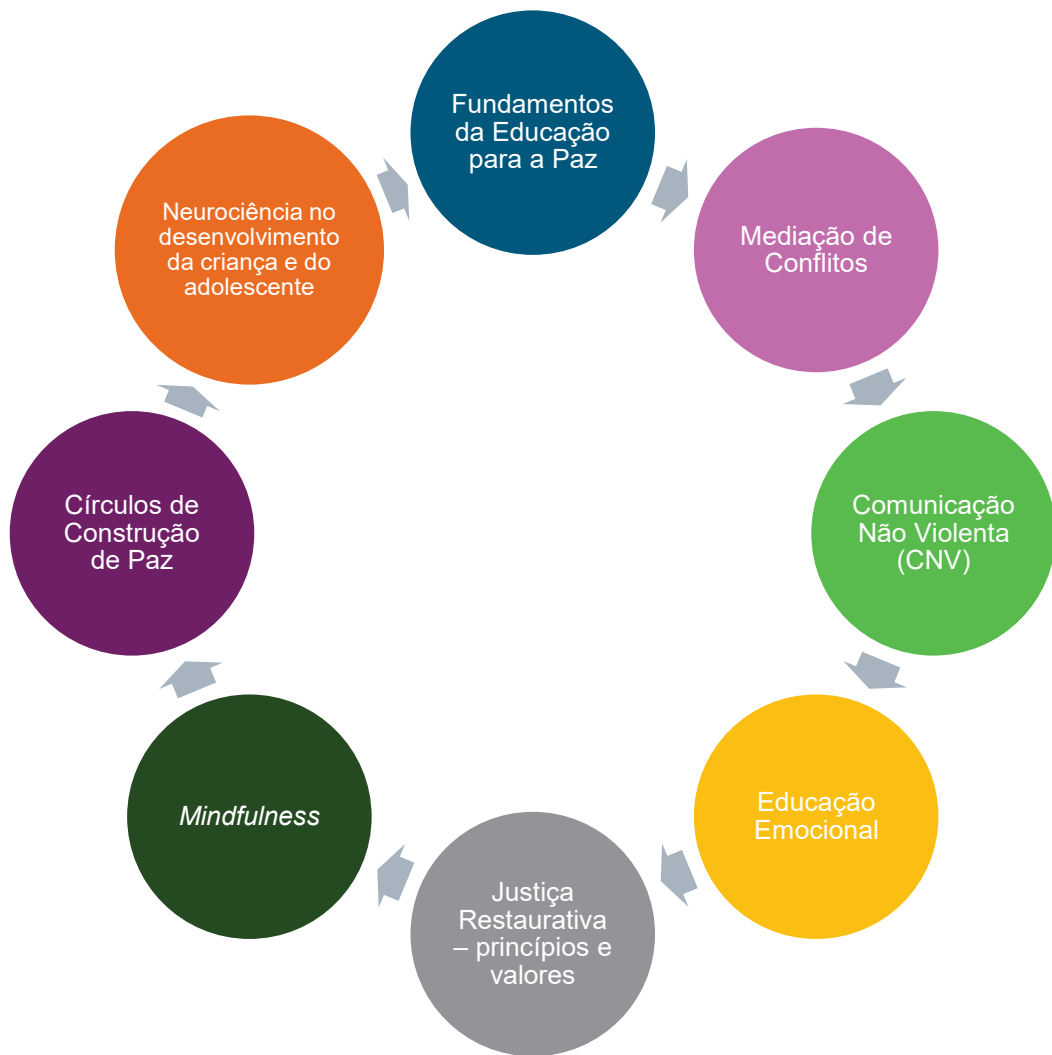 Fundamentos
da Educação
para a Paz
Mediação de
Conflitos
Comunicação
Não Violenta
(CNV)
Educação
Emocional
Justiça
Restaurativa
– princípios e
valores
Mindfulness
Círculos de
Construção
de Paz
Neurociência no
desenvolvimento
da criança e do
adolescente